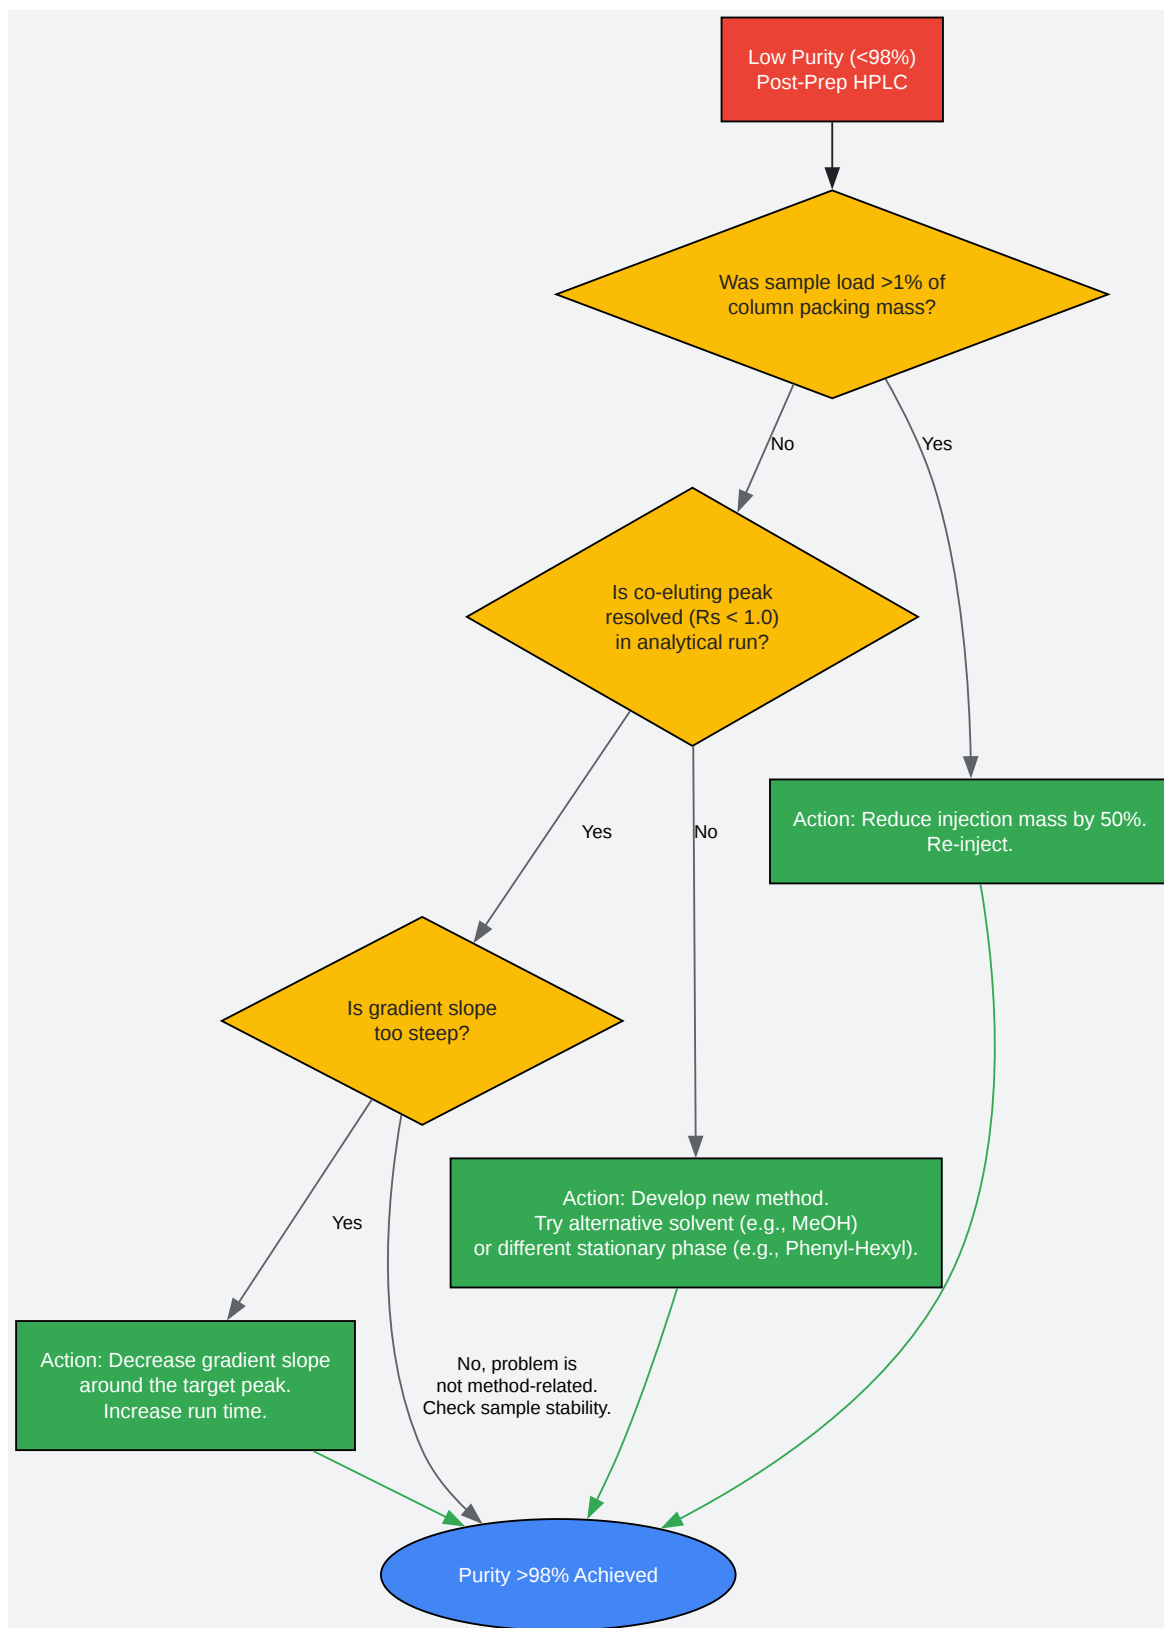 Low Purity (<98%)
Post-Prep HPLC
Was sample load >1% of
column packing mass?
No
Yes
Is co-eluting peak
resolved (Rs < 1.0)
in analytical run?
Yes
No
Action: Reduce injection mass by 50%.
Re-inject.
Is gradient slope
too steep?
Yes
Action: Develop new method.
Try alternative solvent (e.g., MeOH)
or different stationary phase (e.g., Phenyl-Hexyl).
Action: Decrease gradient slope
around the target peak.
Increase run time.
No, problem is
not method-related.
Check sample stability.
Purity >98% Achieved